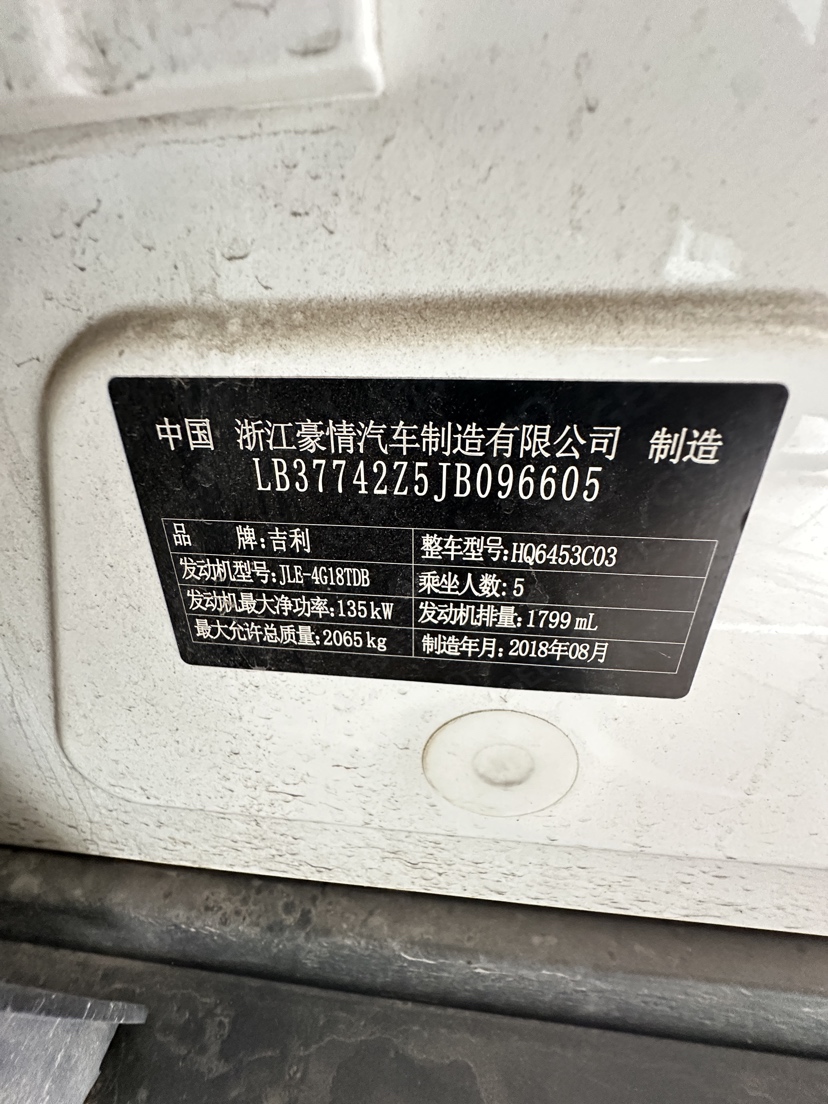 中国 浙江豪情汽车制造有限公司 制造
LB37742Z5JB096605
品 牌:吉利 整车型号:HQ6453C03
发动机型号:JLE-4G18TDB 乘坐人数:5
发动机最大净功率:135kW 发动机排量:1799mL
最大允许总质量:2065kg 制造年月:2018年08月